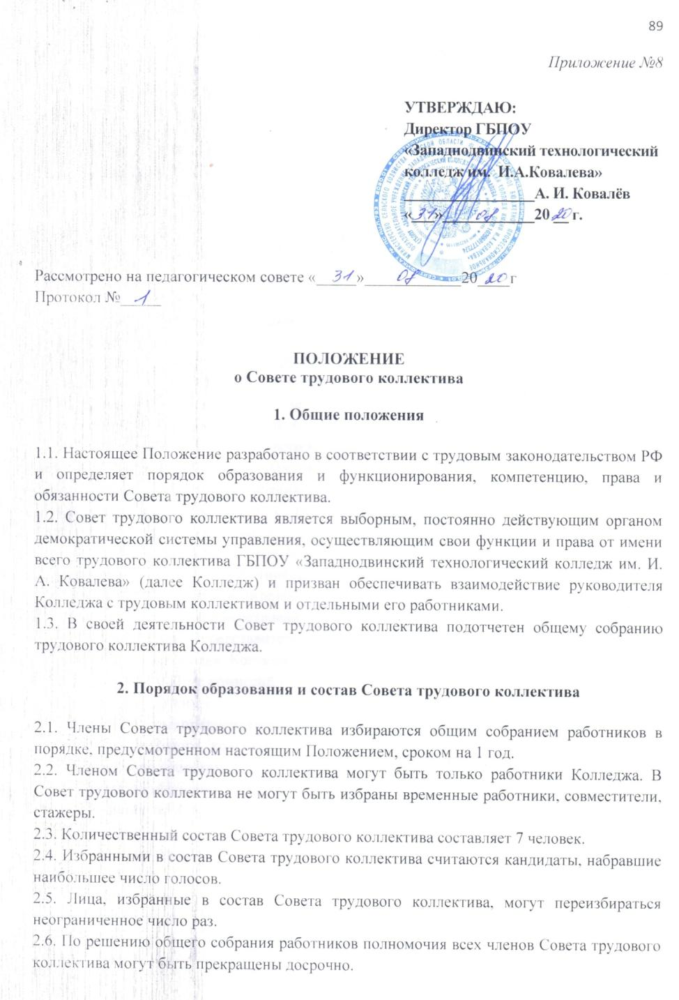 89
Приложение №8
УТВЕРЖДАЮ:
Директор ГБПОУ
«Западнодвинский технологический
колледж им. И.А.Ковалева»
________________А. И. Ковалёв
«_31_»____08____20 20 г.
Рассмотрено на педагогическом совете «__31__»____08____20_20_г
Протокол №__1__
ПОЛОЖЕНИЕ
о Совете трудового коллектива
1. Общие положения
1.1. Настоящее Положение разработано в соответствии с трудовым законодательством РФ
и определяет порядок образования и функционирования, компетенцию, права и
обязанности Совета трудового коллектива.
1.2. Совет трудового коллектива является выборным, постоянно действующим органом
демократической системы управления, осуществляющим свои функции и права от имени
всего трудового коллектива ГБПОУ «Западнодвинский технологический колледж им. И.
А. Ковалева» (далее Колледж) и призван обеспечивать взаимодействие руководителя
Колледжа с трудовым коллективом и отдельными его работниками.
1.3. В своей деятельности Совет трудового коллектива подотчетен общему собранию
трудового коллектива Колледжа.
2. Порядок образования и состав Совета трудового коллектива
2.1. Члены Совета трудового коллектива избираются общим собранием работников в
порядке, предусмотренном настоящим Положением, сроком на 1 год.
2.2. Членом Совета трудового коллектива могут быть только работники Колледжа. В
Совет трудового коллектива не могут быть избраны временные работники, совместители,
стажеры.
2.3. Количественный состав Совета трудового коллектива составляет 7 человек.
2.4. Избранными в состав Совета трудового коллектива считаются кандидаты, набравшие
наибольшее число голосов.
2.5. Лица, избранные в состав Совета трудового коллектива, могут переизбираться
неограниченное число раз.
2.6. По решению общего собрания работников полномочия всех членов Совета трудового
коллектива могут быть прекращены досрочно.